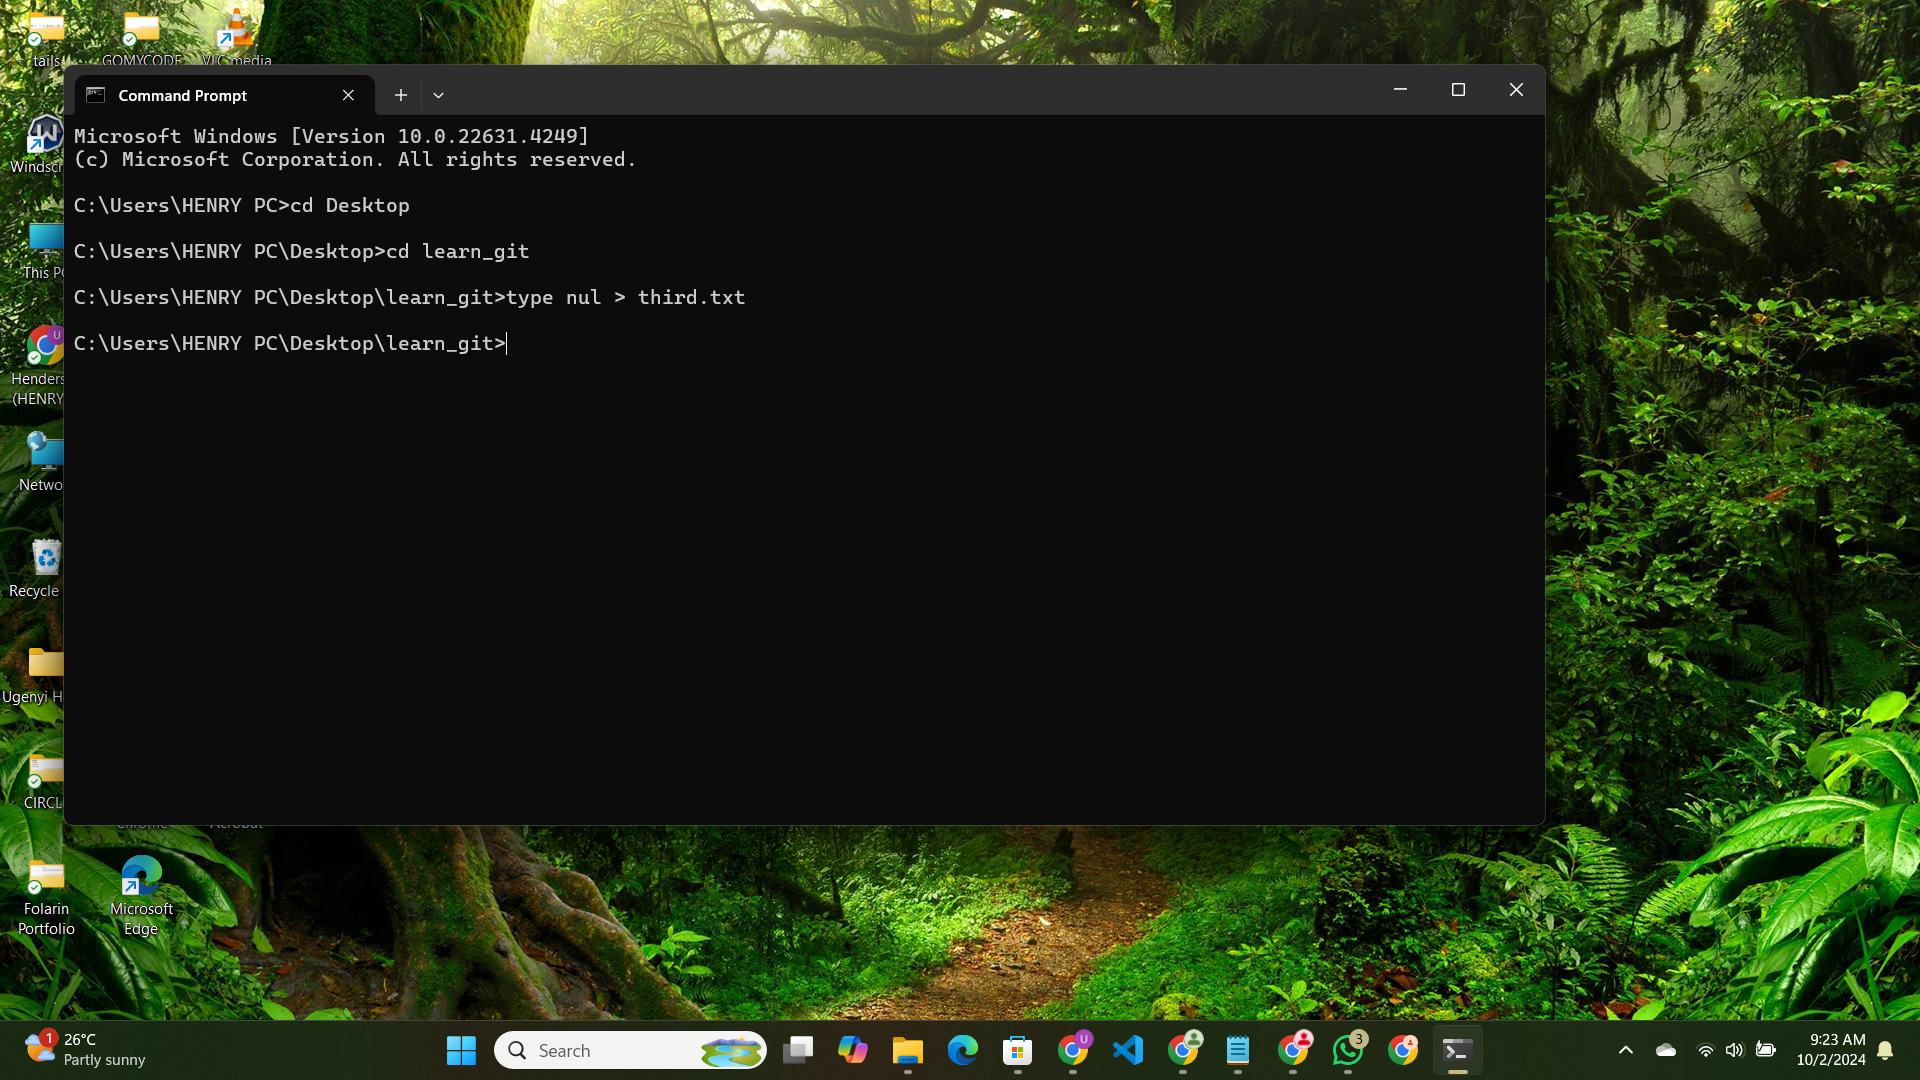 tails
GOMYCODE
VLC media
Command Prompt
Microsoft Windows [Version 10.0.22631.4249]
(c) Microsoft Corporation. All rights reserved.
C:\Users\HENRY PC>cd Desktop
C:\Users\HENRY PC\Desktop>cd learn_git
C:\Users\HENRY PC\Desktop\learn_git>type nul > third.txt
C:\Users\HENRY PC\Desktop\learn_git>
Windscr
This PC
U
Henders
(HENRY
Netwo
Recycle
Ugenyi H
CIRCL
Chrome
Acrobat
Folarin
Portfolio
Microsoft
Edge
1
26°C
Partly sunny
Search
U
3
9:23 AM
10/2/2024